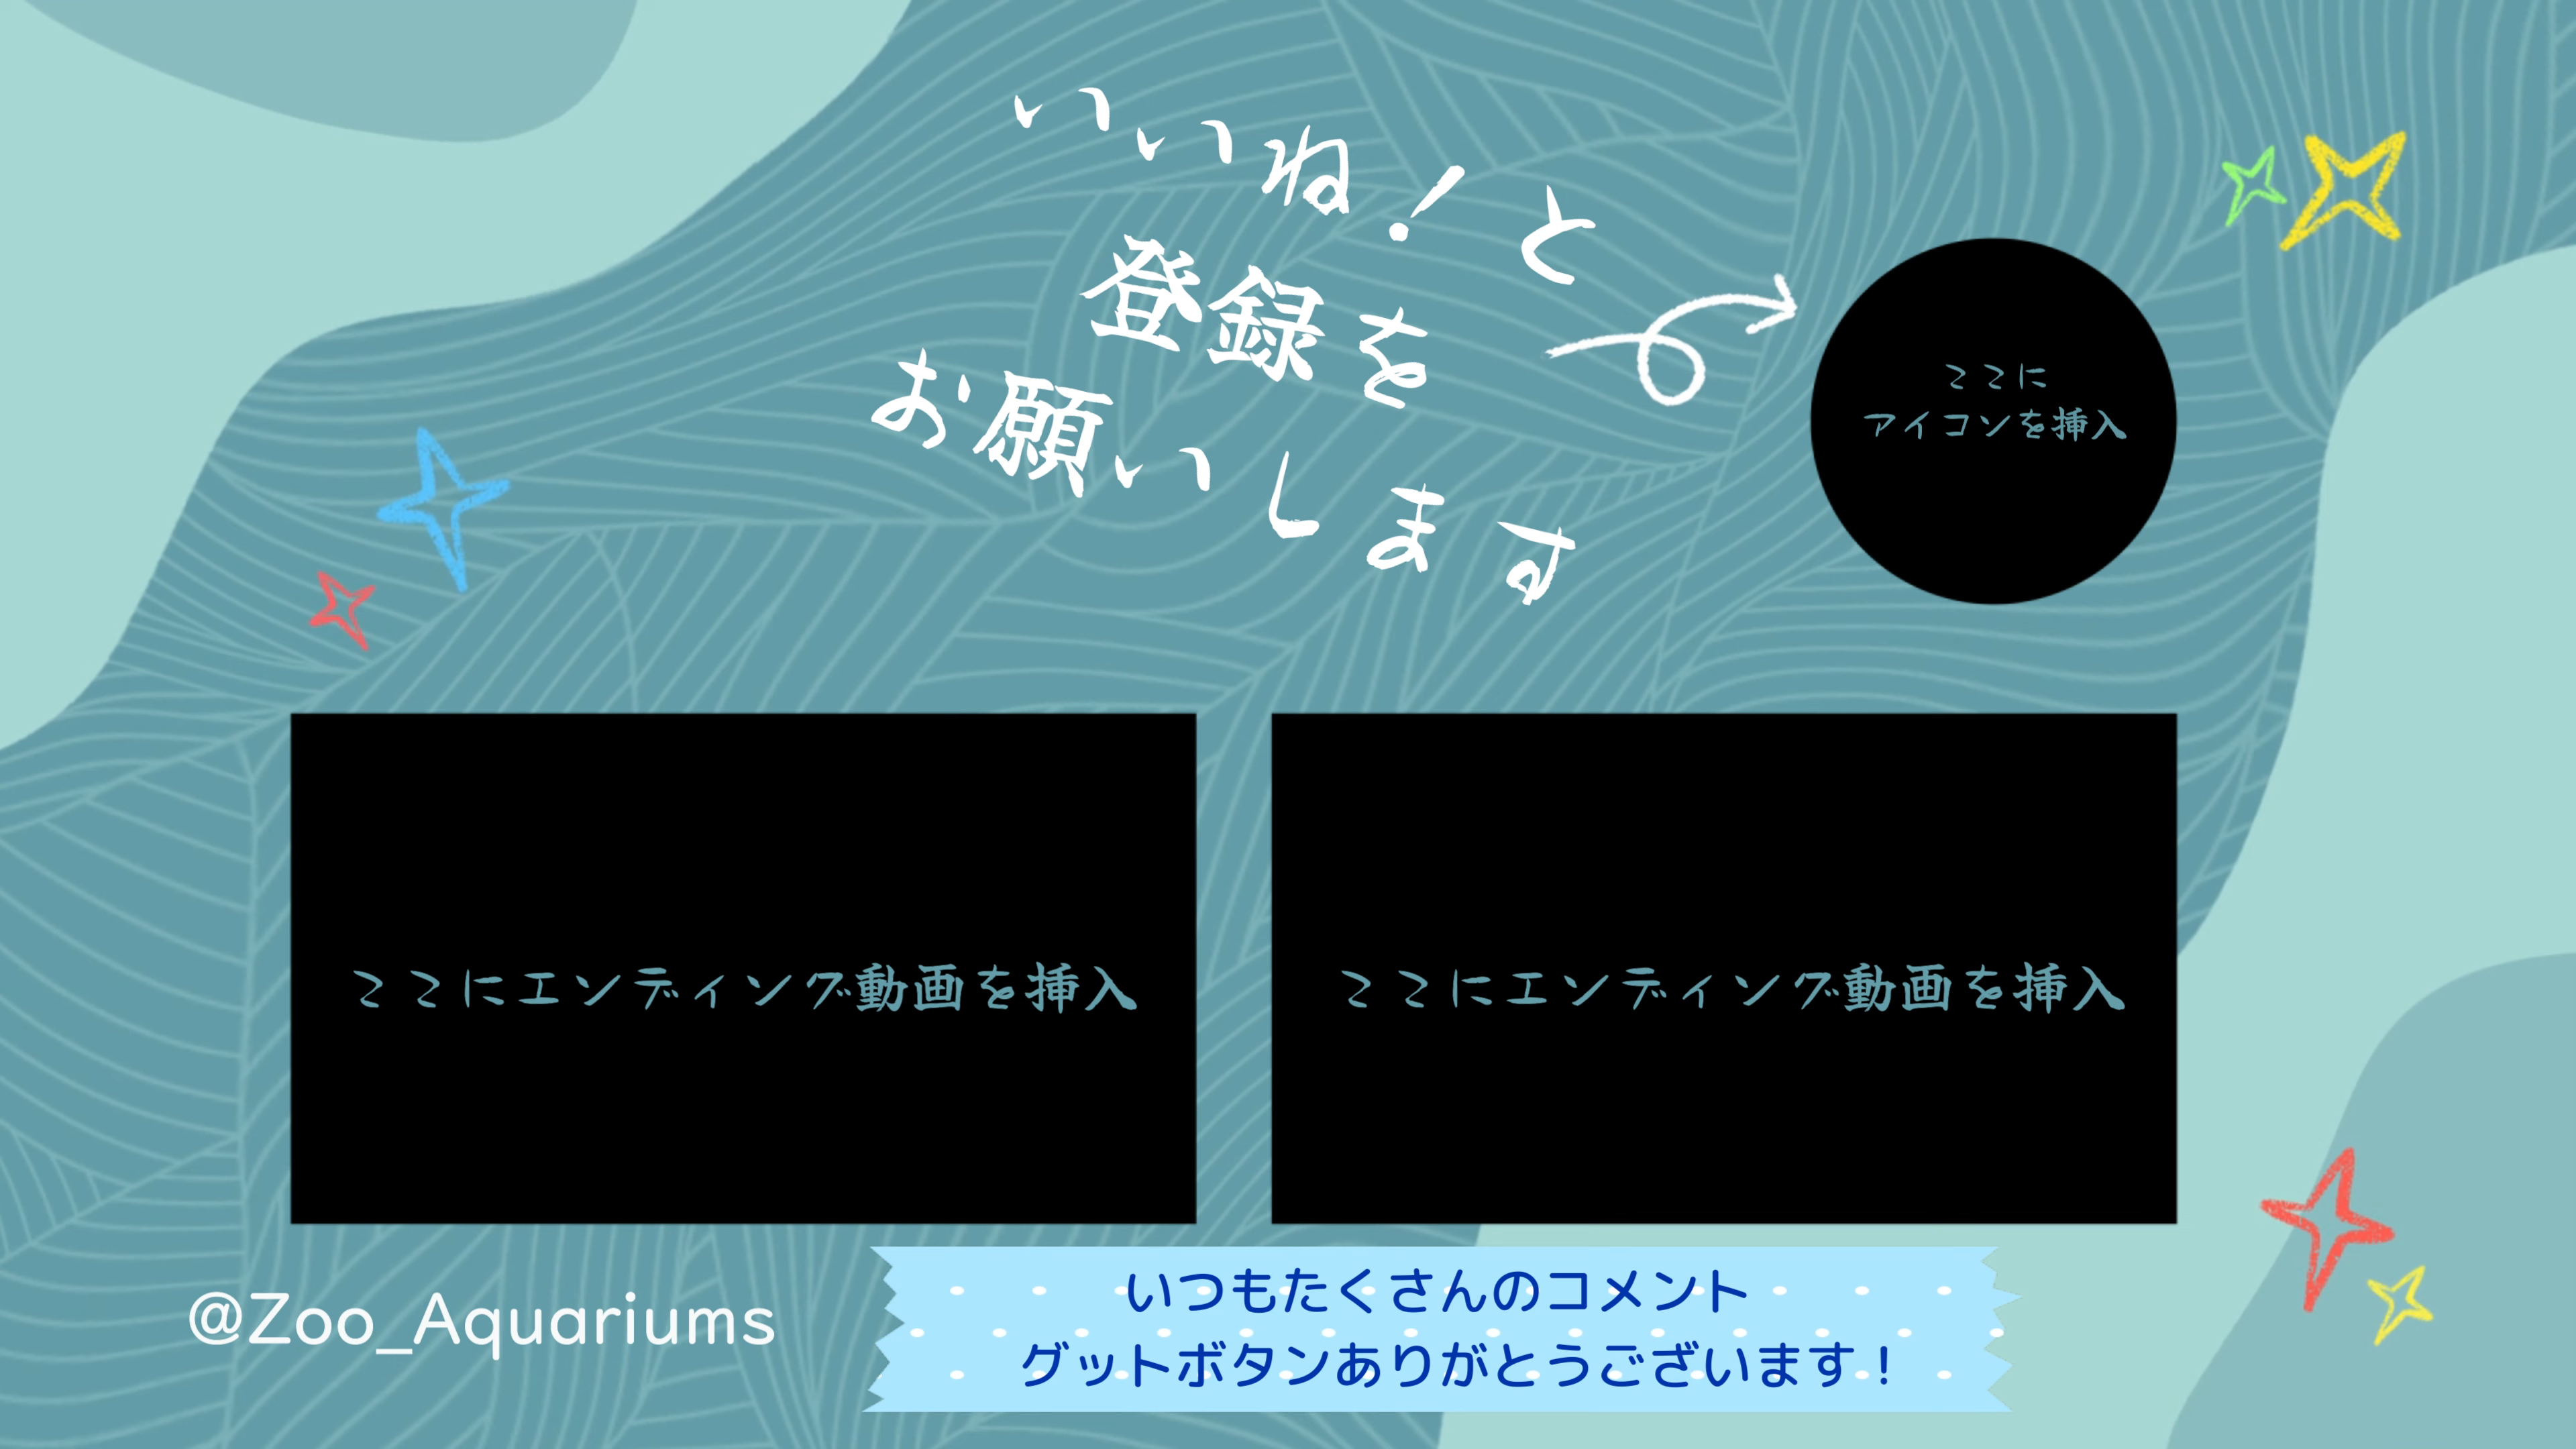 いいね！と
登録を
お願いします
ここに
アイコンを挿入
ここにエンディング動画を挿入
ここにエンディング動画を挿入
@Zoo_Aquariums
いつもたくさんのコメント
グットボタンありがとうございます！